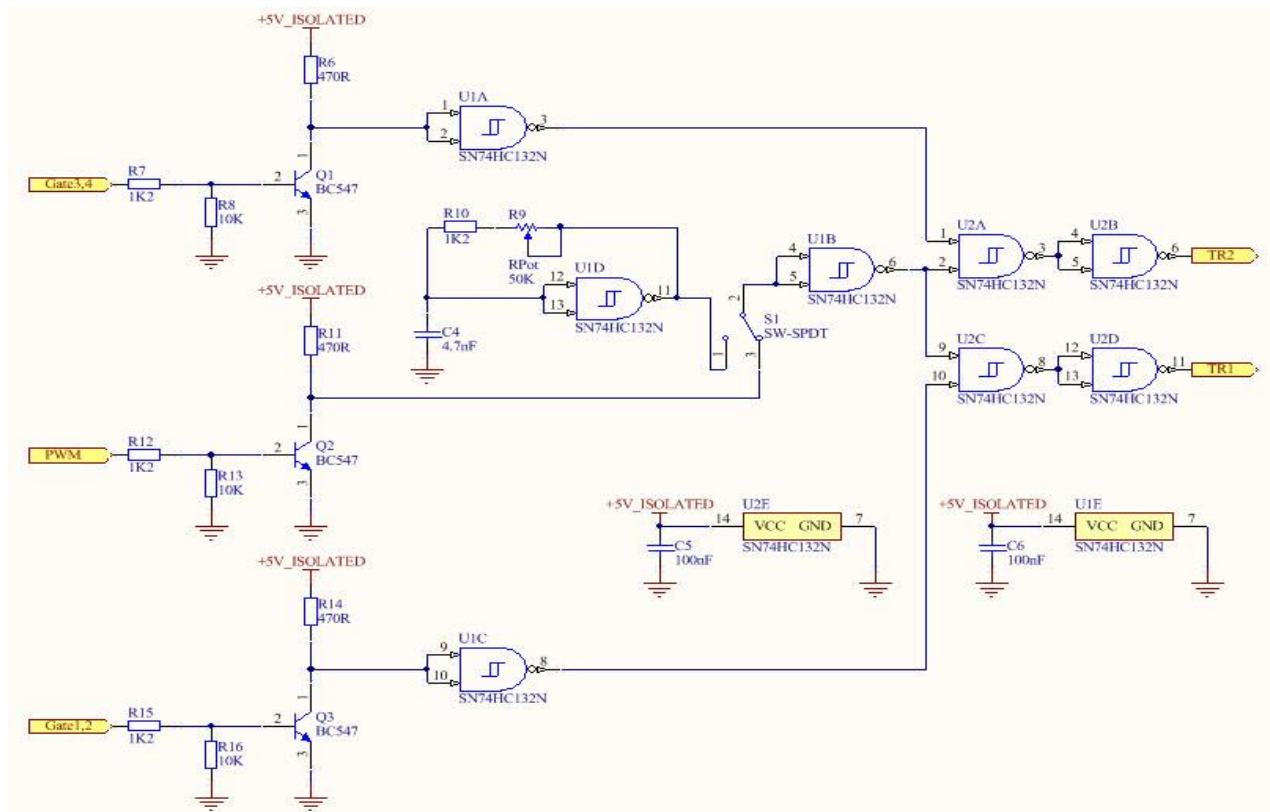 +5V_ISOLATED
R6
470R
U1A
1
2
3
SN74HC132N
Gate3,4
R7
1K2
R8
10K
1
2
3
Q1
BC547
R10
1K2
R9
RPot
50K
U1D
12
13
11
SN74HC132N
C4
4.7nF
U1B
4
5
6
SN74HC132N
2
1
3
S1
SW-SPDT
U2A
1
2
3
SN74HC132N
U2B
4
5
6
SN74HC132N
TR2
+5V_ISOLATED
R11
470R
U2C
9
10
8
SN74HC132N
U2D
12
13
11
SN74HC132N
TR1
PWM
R12
1K2
R13
10K
1
2
3
Q2
BC547
+5V_ISOLATED
U2E
14
VCC GND
7
SN74HC132N
C5
100nF
+5V_ISOLATED
U1E
14
VCC GND
7
SN74HC132N
C6
100nF
+5V_ISOLATED
R14
470R
U1C
9
10
8
SN74HC132N
Gate1,2
R15
1K2
R16
10K
1
2
3
Q3
BC547